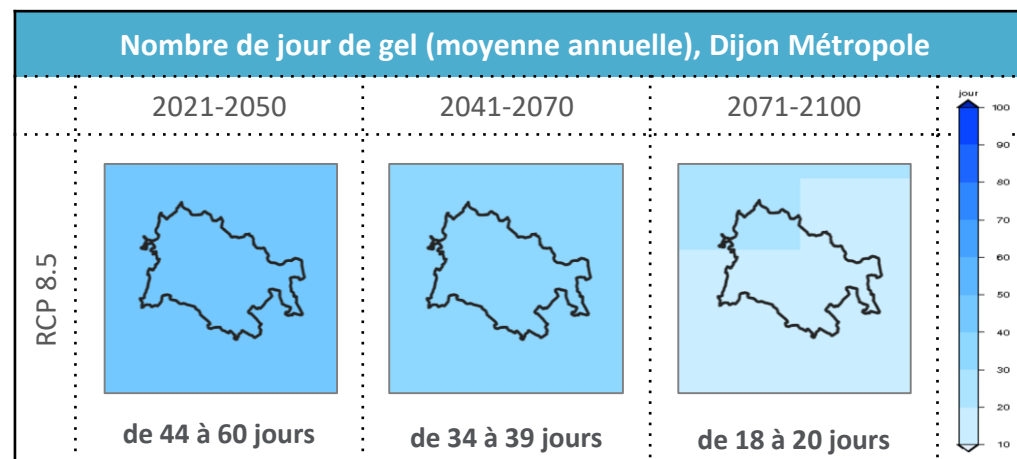 Nombre de jour de gel (moyenne annuelle), Dijon Métropole
2021-2050
2041-2070
2071-2100
jour
100
90
80
70
60
50
40
30
20
10
RCP 8.5
de 44 à 60 jours
de 34 à 39 jours
de 18 à 20 jours